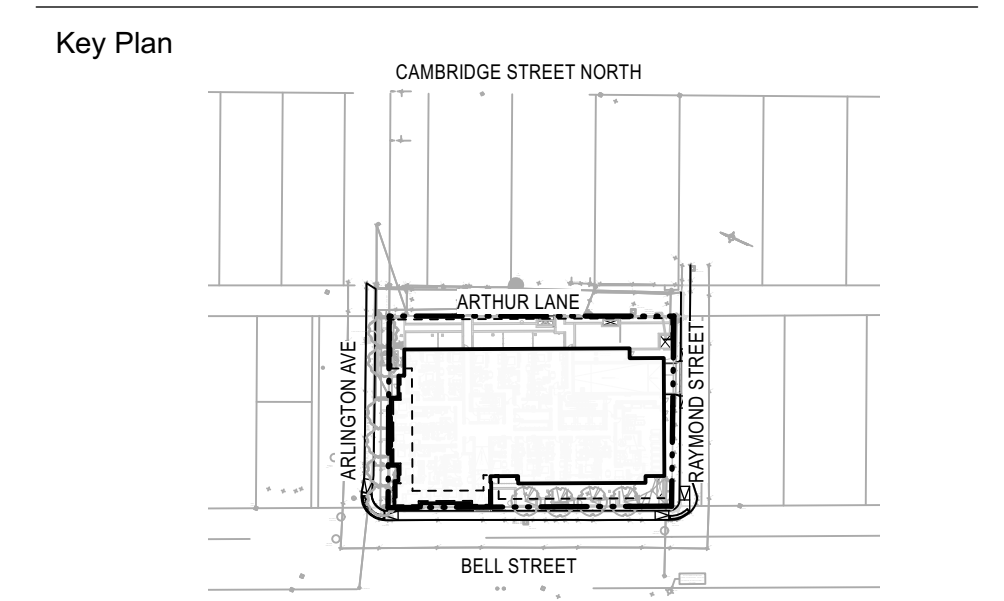 Key Plan
CAMBRIDGE STREET NORTH
ARTHUR LANE
ARLINGTON AVE
RAYMOND STREET
BELL STREET